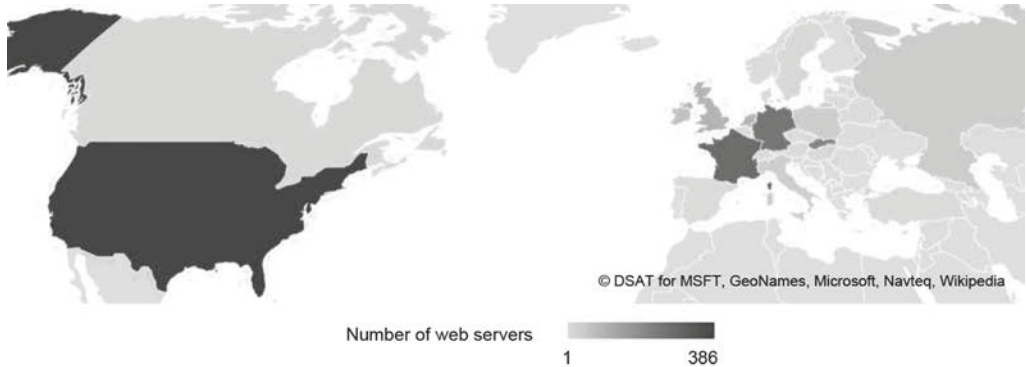 © DSAT for MSFT, GeoNames, Microsoft, Navteq, Wikipedia
Number of web servers
1 386